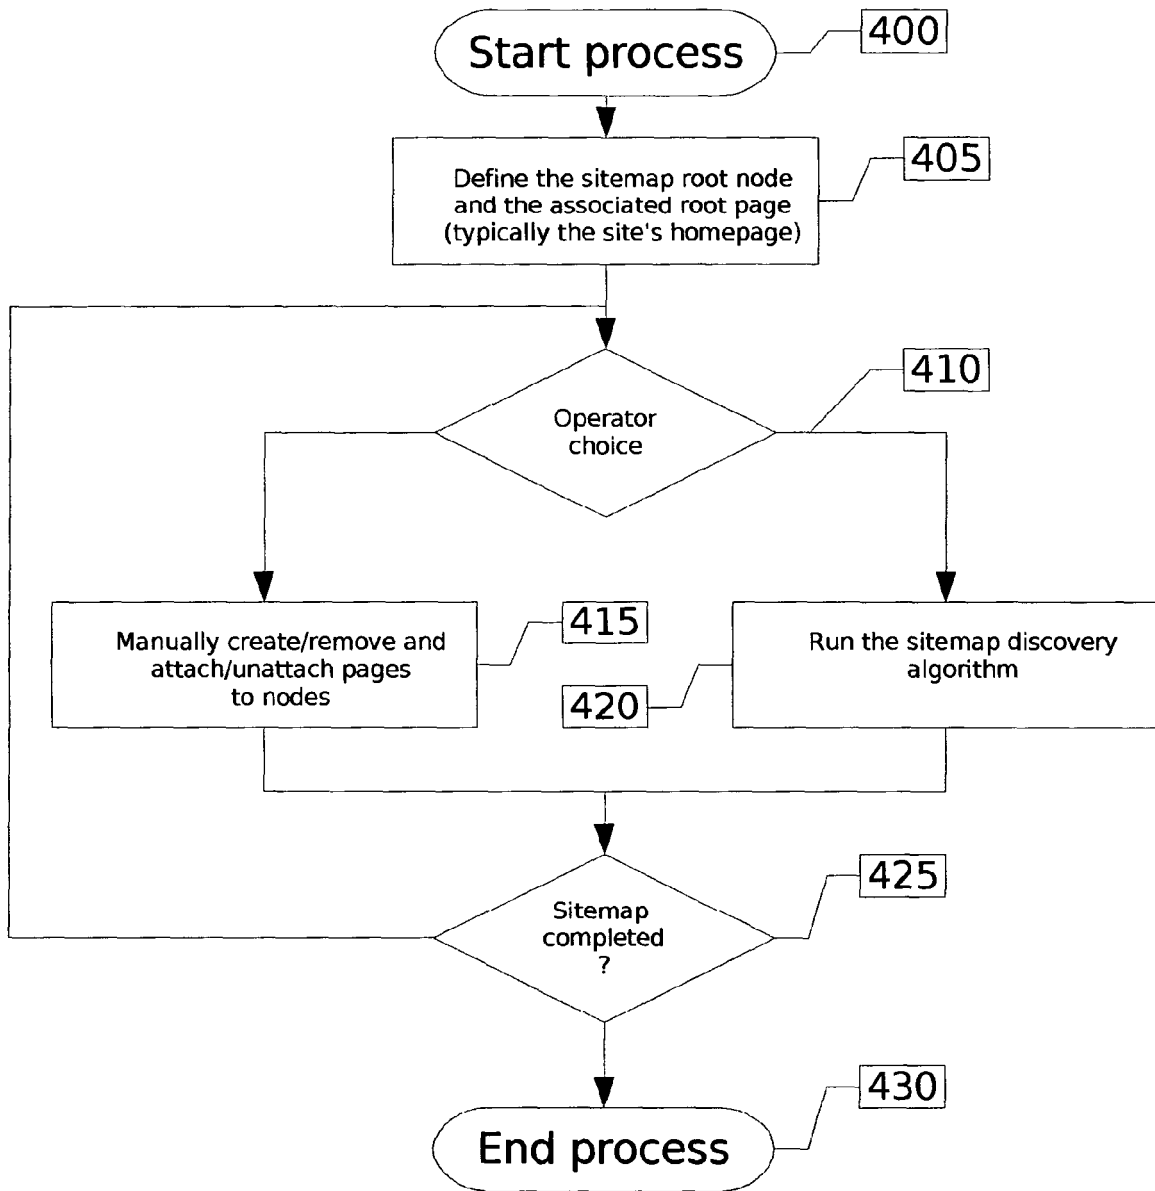 Start process
400
Define the sitemap root node
and the associated root page
(typically the site's homepage)
405
Operator
choice
410
Manually create/remove and
attach/unattach pages
to nodes
415
420
Run the sitemap discovery
algorithm
Sitemap
completed
?
425
End process
430